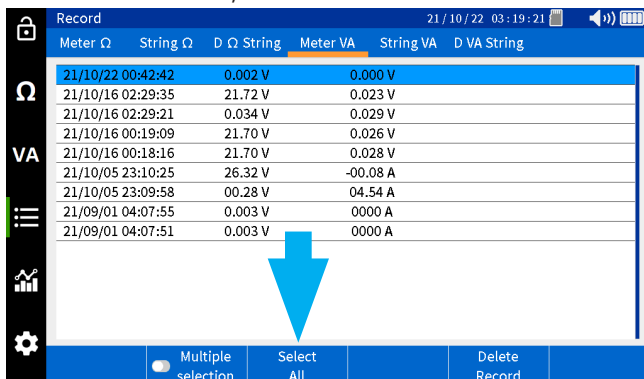 Record 21/10/22 03:19:21
Meter Ω String Ω D Ω String Meter VA String VA D VA String
21/10/22 00:42:42 0.002 V 0.000 V
21/10/16 02:29:35 21.72 V 0.023 V
21/10/16 02:29:21 0.034 V 0.029 V
21/10/16 00:19:09 21.70 V 0.026 V
21/10/16 00:18:16 21.70 V 0.028 V
21/10/05 23:10:25 26.32 V -00.08 A
21/10/05 23:09:58 00.28 V 04.54 A
21/09/01 04:07:55 0.003 V 0000 A
21/09/01 04:07:51 0.003 V 0000 A
Ω
VA
Multiple selection
Select All
Delete Record